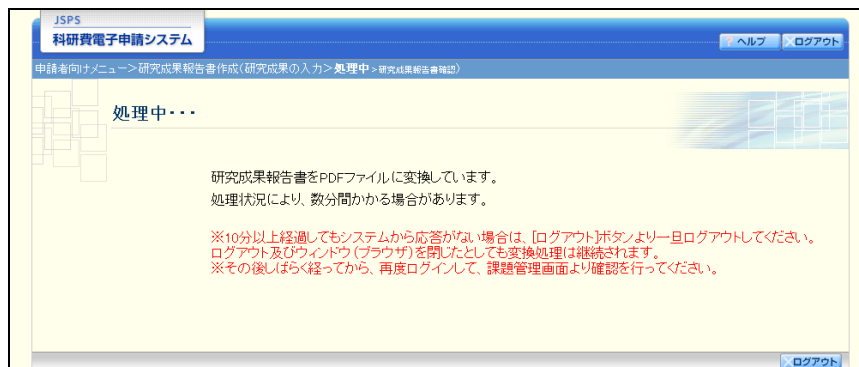 JSPS
科研費電子申請システム
ヘルプ
ログアウト
申請者向けメニュー>研究成果報告書作成(研究成果の入力>処理中>研究成果報告書確認)
処理中・・・
研究成果報告書をPDFファイルに変換しています。
処理状況により、数分間かかる場合があります。
※10分以上経過してもシステムから応答がない場合は、[ログアウト]ボタンより一旦ログアウトしてください。
ログアウト及びウィンドウ(ブラウザ)を閉じたとしても変換処理は継続されます。
※その後しばらく経ってから、再度ログインして、課題管理画面より確認を行ってください。
ログアウト